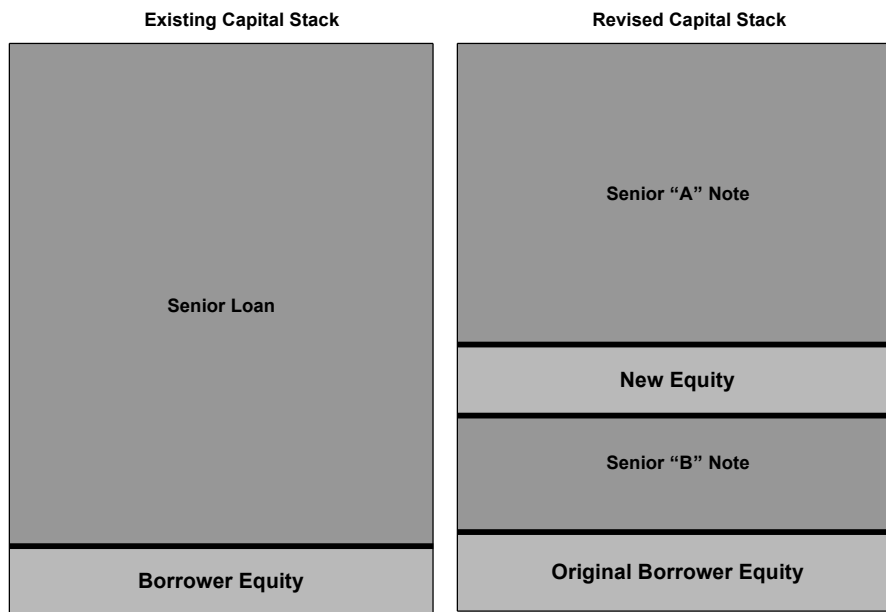 Existing Capital Stack
Senior Loan
Borrower Equity
Revised Capital Stack
Senior “A” Note
New Equity
Senior “B” Note
Original Borrower Equity